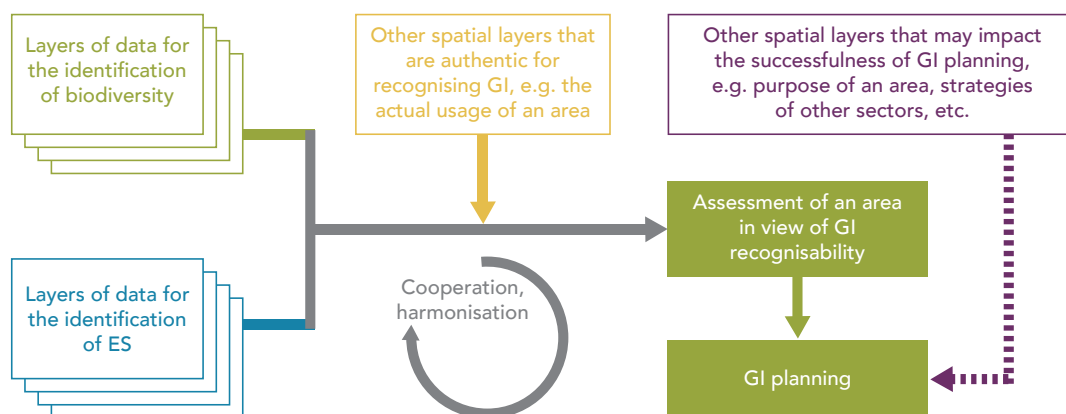 Layers of data for
the identification
of biodiversity
Other spatial layers that
are authentic for
recognising GI, e.g. the
actual usage of an area
Other spatial layers that may impact
the successfulness of GI planning,
e.g. purpose of an area, strategies
of other sectors, etc.
Assessment of an area
in view of GI
recognisability
Layers of data for
the identification
of ES
Cooperation,
harmonisation
GI planning